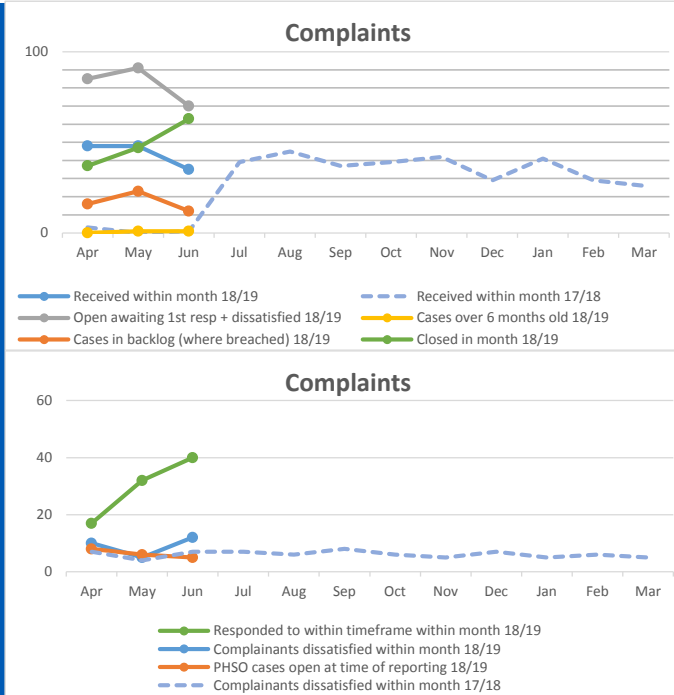 Complaints
100
0
Apr May Jun Jul Aug Sep Oct Nov Dec Jan Feb Mar
Received within month 18/19 Received within month 17/18
Open awaiting 1st resp + dissatisfied 18/19 Cases over 6 months old 18/19
Cases in backlog (where breached) 18/19 Closed in month 18/19
Complaints
60
40
20
0
Apr May Jun Jul Aug Sep Oct Nov Dec Jan Feb Mar
Responded to within timeframe within month 18/19
Complainants dissatisfied within month 18/19
PHSO cases open at time of reporting 18/19
Complainants dissatisfied within month 17/18